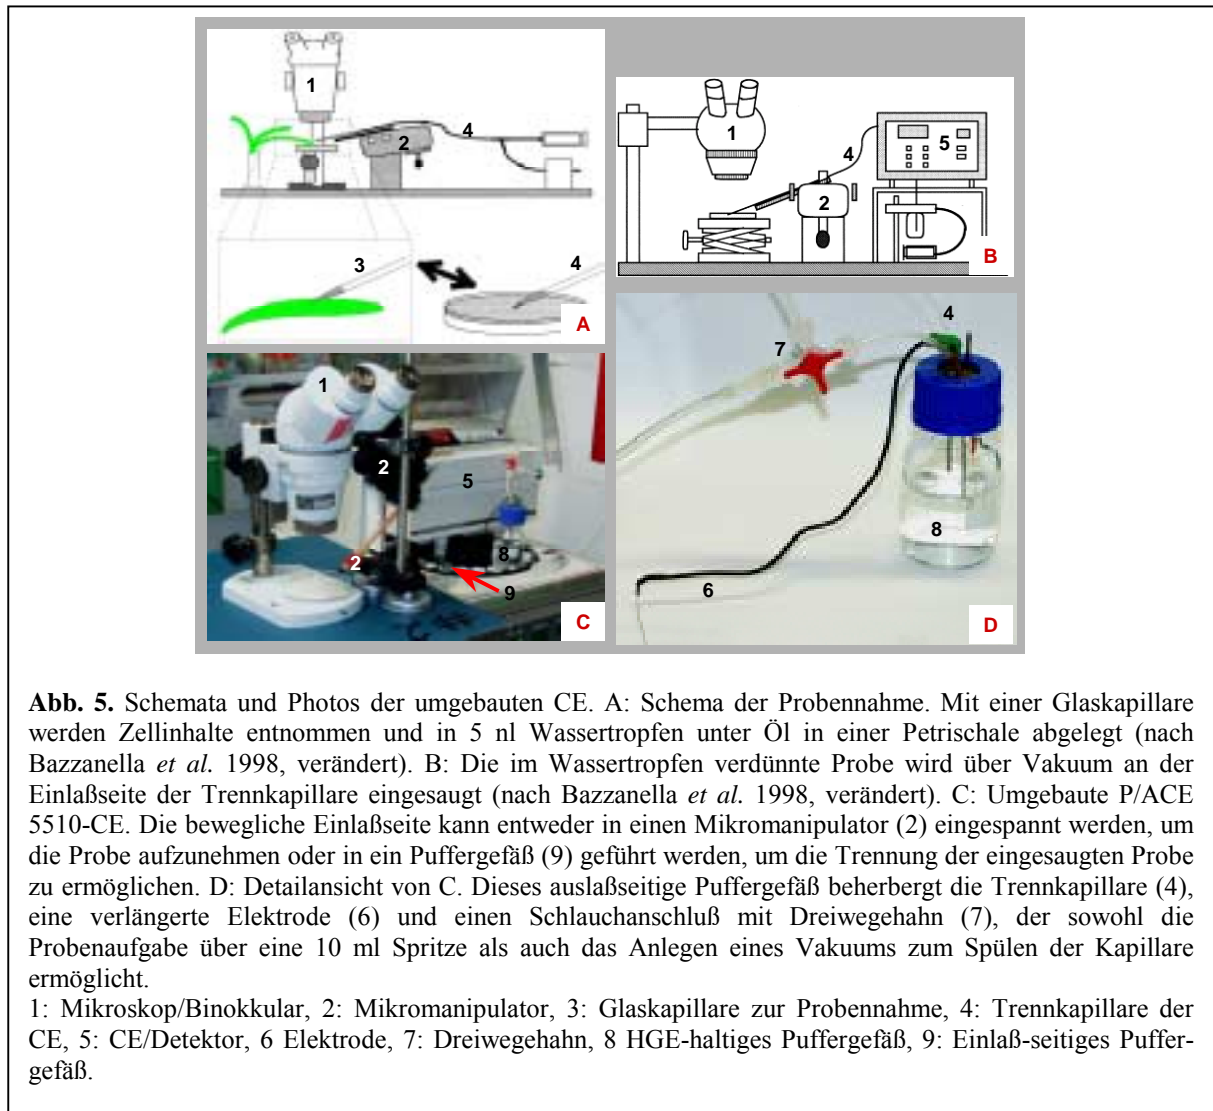 1
2
4
3
4
A
1
2
4
5
B
1
2
5
2
8
9
C
4
7
8
6
D
Abb. 5. Schemata und Photos der umgebauten CE. A: Schema der Probennahme. Mit einer Glaskapillare
werden Zellinhalte entnommen und in 5 nl Wassertropfen unter Öl in einer Petrischale abgelegt (nach
Bazzanella et al. 1998, verändert). B: Die im Wassertropfen verdünnte Probe wird über Vakuum an der
Einlaßseite der Trennkapillare eingesaugt (nach Bazzanella et al. 1998, verändert). C: Umgebaute P/ACE
5510-CE. Die bewegliche Einlaßseite kann entweder in einen Mikromanipulator (2) eingespannt werden, um
die Probe aufzunehmen oder in ein Puffergefäß (9) geführt werden, um die Trennung der eingesaugten Probe
zu ermöglichen. D: Detailansicht von C. Dieses auslaßseitige Puffergefäß beherbergt die Trennkapillare (4),
eine verlängerte Elektrode (6) und einen Schlauchanschluß mit Dreiwegehahn (7), der sowohl die
Probenaufgabe über eine 10 ml Spritze als auch das Anlegen eines Vakuums zum Spülen der Kapillare
ermöglicht.
1: Mikroskop/Binokkular, 2: Mikromanipulator, 3: Glaskapillare zur Probennahme, 4: Trennkapillare der
CE, 5: CE/Detektor, 6 Elektrode, 7: Dreiwegehahn, 8 HGE-haltiges Puffergefäß, 9: Einlaß-seitiges Puffer-
gefäß.